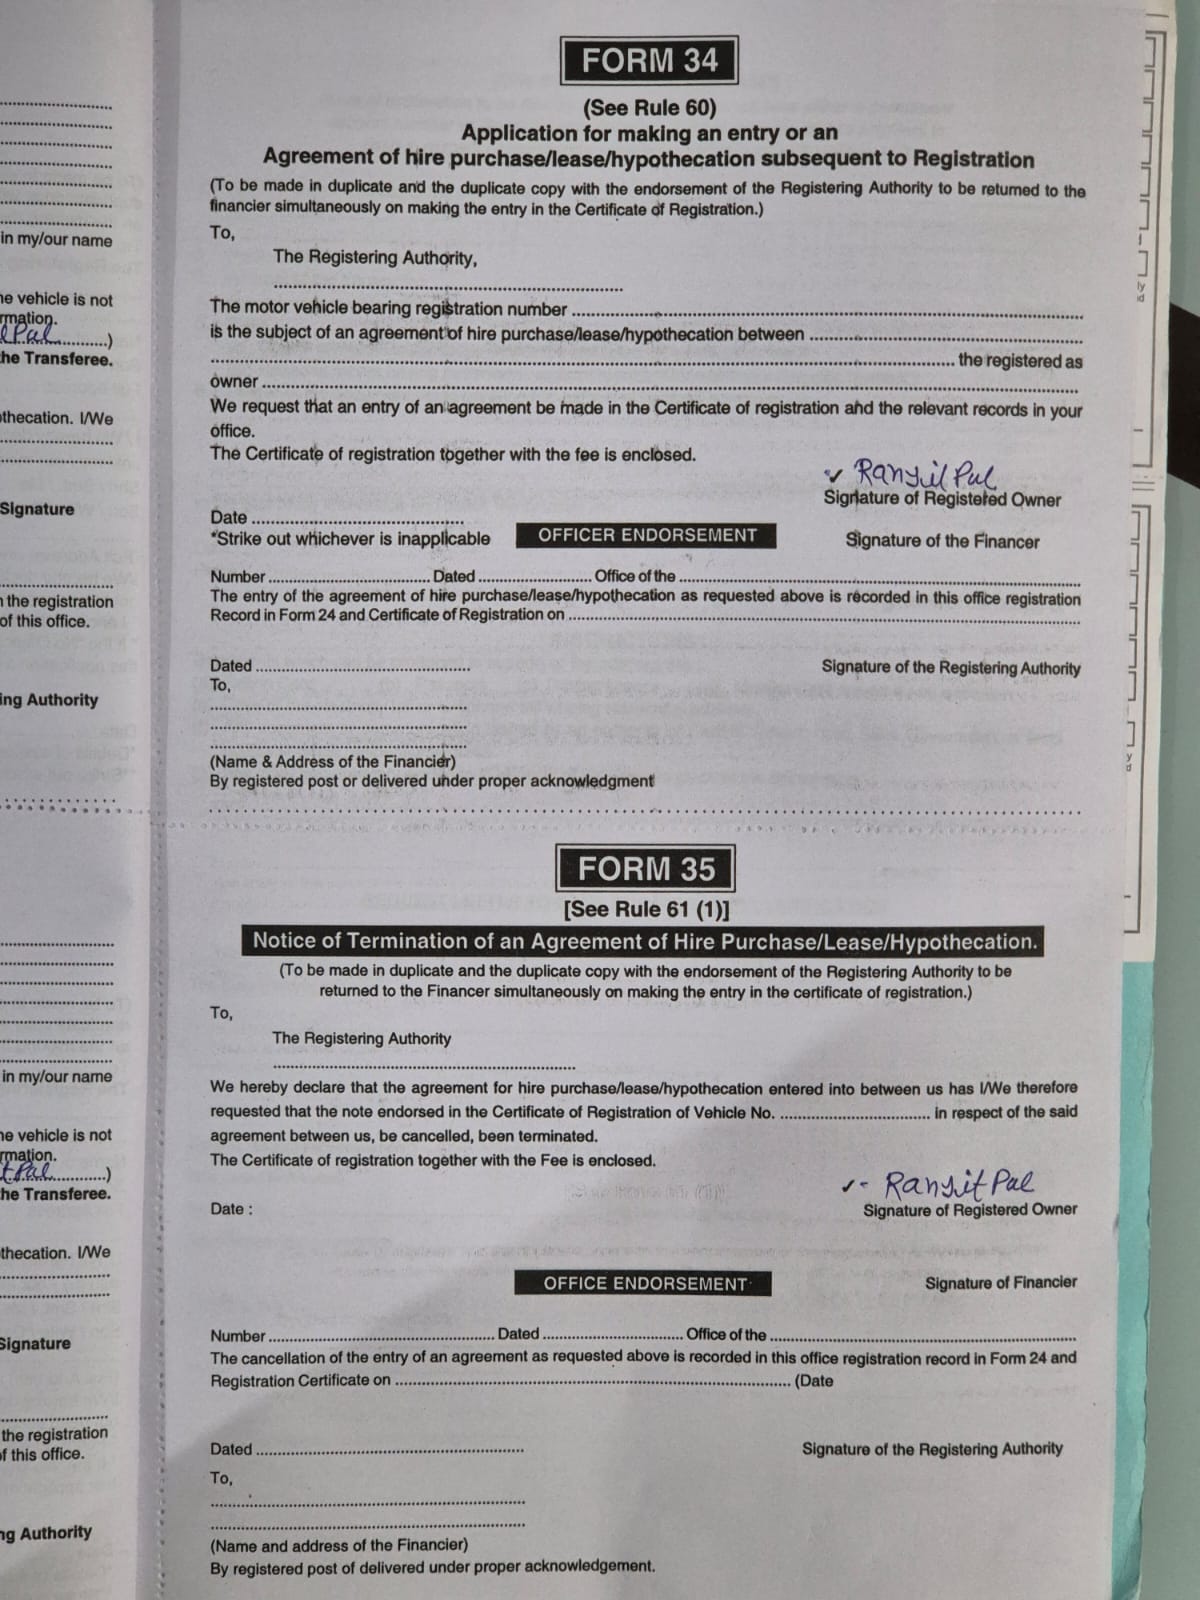 in my/our name
he vehicle is not
rmation.
Pal ............)
he Transferee.
othecation. I/We
Signature
n the registration
of this office.
ing Authority
in my/our name
he vehicle is not
rmation.
t Pal ............)
he Transferee.
thecation. I/We
Signature
the registration
f this office.
ng Authority
FORM 34
(See Rule 60)
Application for making an entry or an
Agreement of hire purchase/lease/hypothecation subsequent to Registration
(To be made in duplicate and the duplicate copy with the endorsement of the Registering Authority to be returned to the
financier simultaneously on making the entry in the Certificate of Registration.)
To,
The Registering Authority,
............................................................
The motor vehicle bearing registration number ............................................................
is the subject of an agreement of hire purchase/lease/hypothecation between ............................................................
............................................................ the registered as
owner ............................................................
We request that an entry of an agreement be made in the Certificate of registration and the relevant records in your
office.
The Certificate of registration together with the fee is enclosed.
✓ Ranjit Pal
Signature of Registered Owner
Date ............................................................
*Strike out whichever is inapplicable OFFICER ENDORSEMENT Signature of the Financer
Number .............................. Dated .............................. Office of the ..............................
The entry of the agreement of hire purchase/lease/hypothecation as requested above is recorded in this office registration
Record in Form 24 and Certificate of Registration on ............................................................
Dated .............................. Signature of the Registering Authority
To,
(Name & Address of the Financier)
By registered post or delivered under proper acknowledgment
FORM 35
[See Rule 61 (1)]
Notice of Termination of an Agreement of Hire Purchase/Lease/Hypothecation.
(To be made in duplicate and the duplicate copy with the endorsement of the Registering Authority to be
returned to the Financer simultaneously on making the entry in the certificate of registration.)
To,
The Registering Authority
............................................................
We hereby declare that the agreement for hire purchase/lease/hypothecation entered into between us has I/We therefore
requested that the note endorsed in the Certificate of Registration of Vehicle No. .............................. in respect of the said
agreement between us, be cancelled, been terminated.
The Certificate of registration together with the Fee is enclosed.
✓- Ranjit Pal
Date : Signature of Registered Owner
OFFICE ENDORSEMENT Signature of Financier
Number .............................. Dated .............................. Office of the ..............................
The cancellation of the entry of an agreement as requested above is recorded in this office registration record in Form 24 and
Registration Certificate on ............................................................ (Date
Dated .............................. Signature of the Registering Authority
To,
(Name and address of the Financier)
By registered post of delivered under proper acknowledgement.